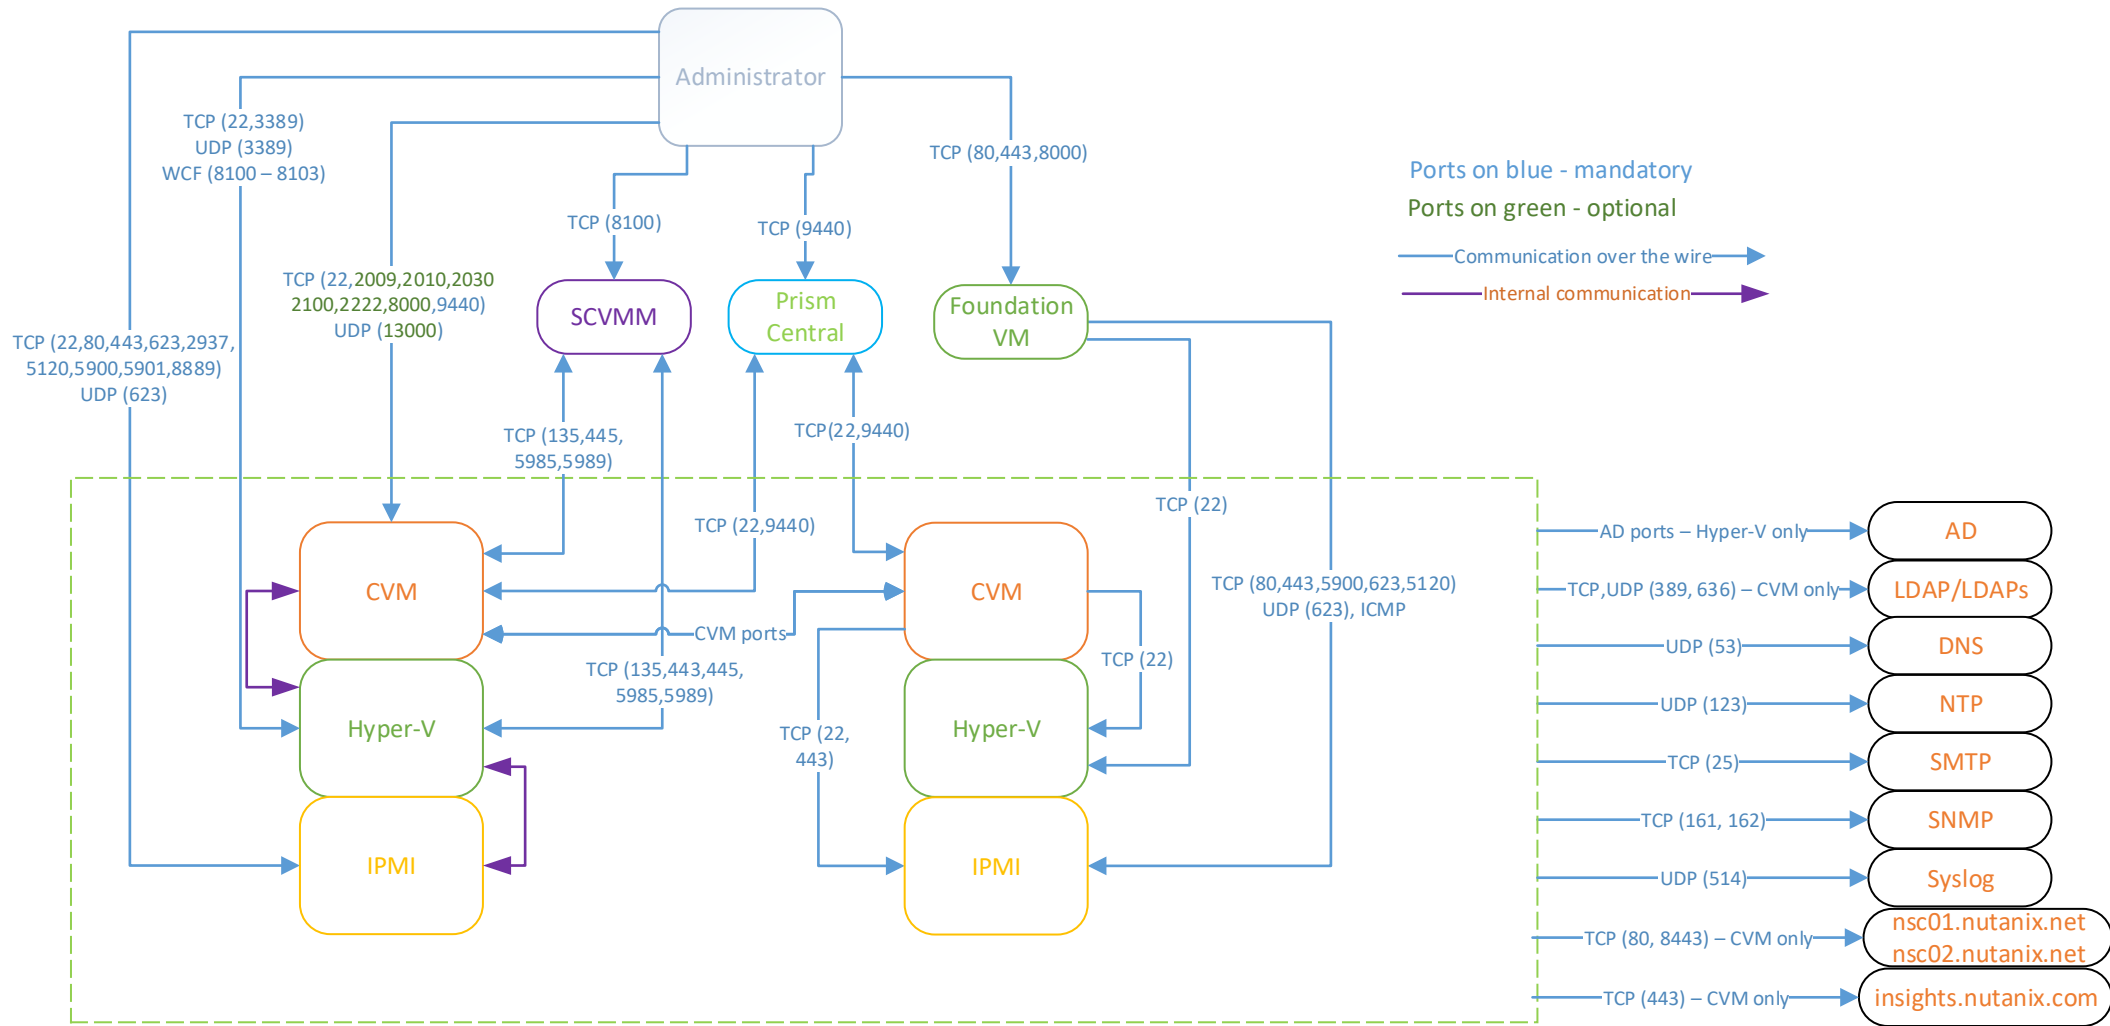 Administrator
TCP (22,3389)
UDP (3389)
WCF (8100 – 8103)
TCP (80,443,8000)
Ports on blue - mandatory
Ports on green - optional
Communication over the wire
Internal communication
TCP (8100)
TCP (9440)
TCP (22,2009,2010,2030
2100,2222,8000,9440)
UDP (13000)
SCVMM
Prism
Central
Foundation
VM
TCP (22,80,443,623,2937,
5120,5900,5901,8889)
UDP (623)
TCP (135,445,
5985,5989)
TCP(22,9440)
TCP (22,9440)
TCP (22)
CVM
CVM
TCP (80,443,5900,623,5120)
UDP (623), ICMP
CVM ports
TCP (135,443,445,
5985,5989)
TCP (22)
Hyper-V
TCP (22,
443)
Hyper-V
IPMI
IPMI
AD ports – Hyper-V only
AD
TCP,UDP (389, 636) – CVM only
LDAP/LDAPs
UDP (53)
DNS
UDP (123)
NTP
TCP (25)
SMTP
TCP (161, 162)
SNMP
UDP (514)
Syslog
TCP (80, 8443) – CVM only
nsc01.nutanix.net
nsc02.nutanix.net
TCP (443) – CVM only
insights.nutanix.com